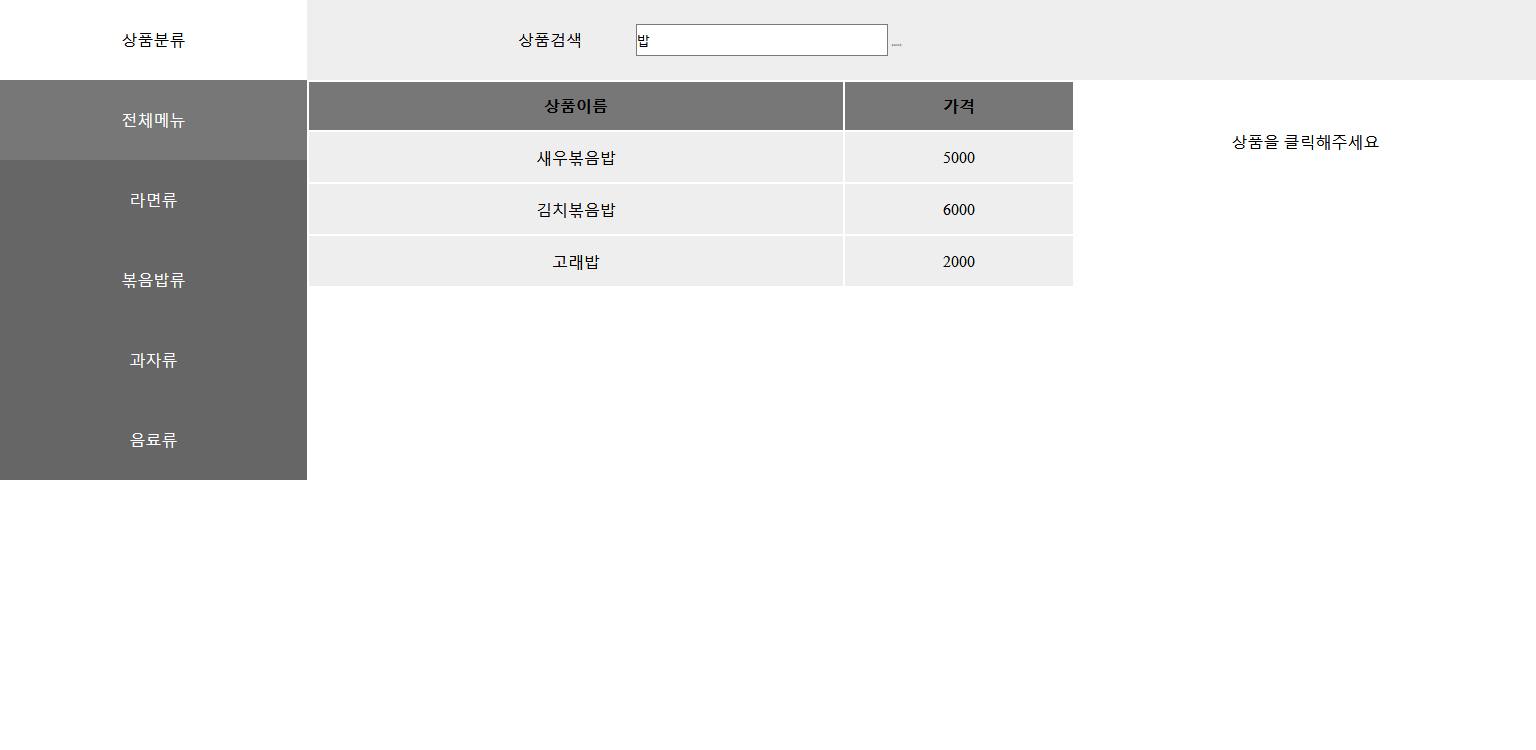 상품분류
상품검색 밥
전체메뉴
라면류
볶음밥류
과자류
음료류
상품이름 가격
새우볶음밥 5000
김치볶음밥 6000
고래밥 2000
상품을 클릭해주세요